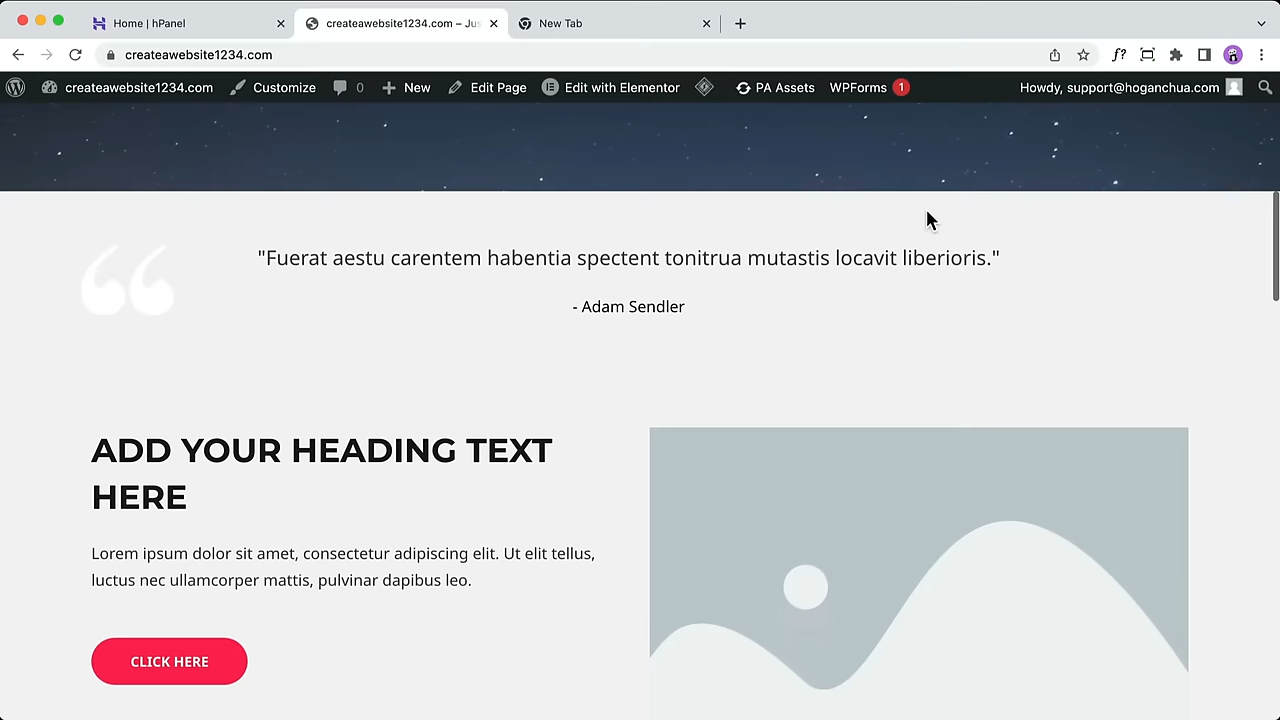 Home | hPanel
createawebsite1234.com – Jus
New Tab
createawebsite1234.com
f?
createawebsite1234.com
Customize
0
New
Edit Page
Edit with Elementor
PA Assets
WPForms 1
Howdy, support@hoganchua.com
"Fuerat aestu carentem habentia spectent tonitrua mutastis locavit liberioris."
- Adam Sendler
ADD YOUR HEADING TEXT
HERE
Lorem ipsum dolor sit amet, consectetur adipiscing elit. Ut elit tellus,
luctus nec ullamcorper mattis, pulvinar dapibus leo.
CLICK HERE